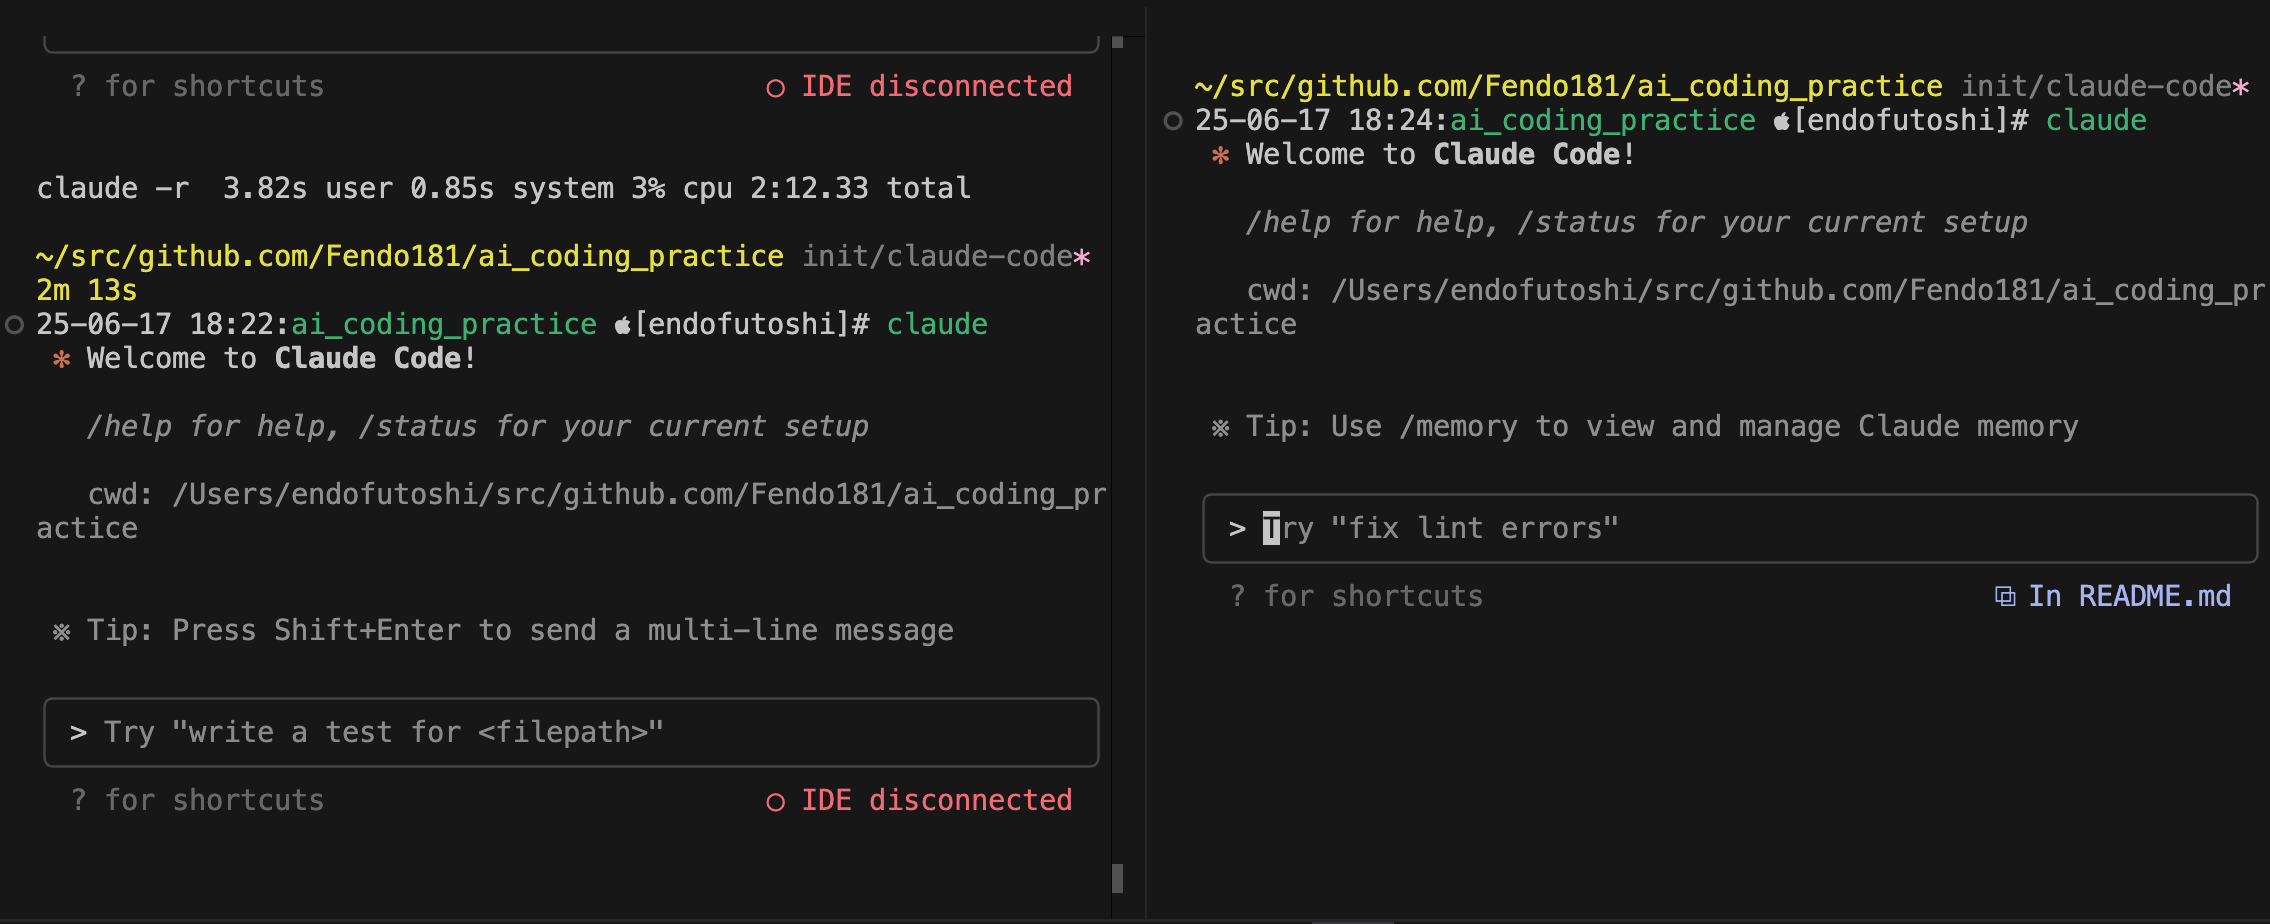 ? for shortcuts ○ IDE disconnected
claude -r  3.82s user 0.85s system 3% cpu 2:12.33 total
~/src/github.com/Fendo181/ai_coding_practice init/claude-code*
2m 13s
25-06-17 18:22:ai_coding_practice [endofutoshi]# claude
✻ Welcome to Claude Code!
/help for help, /status for your current setup
cwd: /Users/endofutoshi/src/github.com/Fendo181/ai_coding_pr
actice
※ Tip: Press Shift+Enter to send a multi-line message
> Try "write a test for <filepath>"
? for shortcuts ○ IDE disconnected
~/src/github.com/Fendo181/ai_coding_practice init/claude-code*
25-06-17 18:24:ai_coding_practice [endofutoshi]# claude
✻ Welcome to Claude Code!
/help for help, /status for your current setup
cwd: /Users/endofutoshi/src/github.com/Fendo181/ai_coding_pr
actice
※ Tip: Use /memory to view and manage Claude memory
> Try "fix lint errors"
? for shortcuts ⧉ In README.md